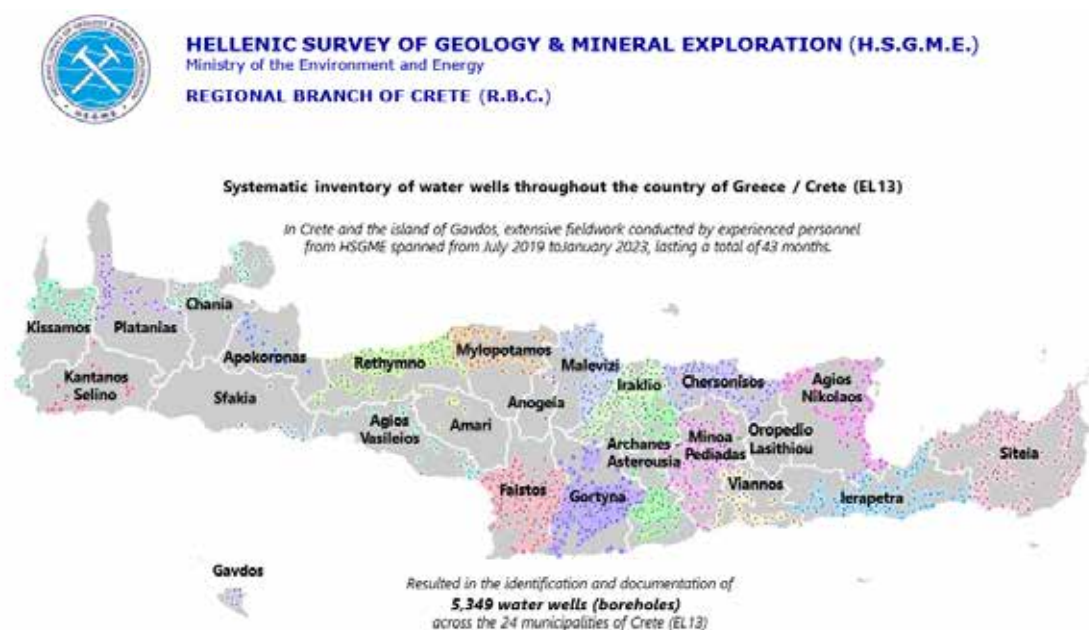 HELLENIC SURVEY OF GEOLOGY & MINERAL EXPLORATION (H.S.G.M.E.)
Ministry of the Environment and Energy
REGIONAL BRANCH OF CRETE (R.B.C.)
Systematic inventory of water wells throughout the country of Greece / Crete (EL13)
In Crete and the island of Gavdos, extensive fieldwork conducted by experienced personnel
from HSGME spanned from July 2019 toJanuary 2023, lasting a total of 43 months.
Kissamos
Platanias
Chania
Apokoronas
Kantanos
Selino
Sfakia
Rethymno
Mylopotamos
Malevizi
Agios
Vasileios
Amari
Anogeia
Iraklio
Chersonisos
Agios
Nikolaos
Archanes
Asterousia
Minoa
Pediadas
Oropedio
Lasithiou
Siteia
Faistos
Gortyna
Viannos
Ierapetra
Gavdos
Resulted in the identification and documentation of
5,349 water wells (boreholes)
across the 24 municipalities of Crete (EL13)